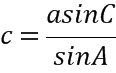 c = asinC / sinA